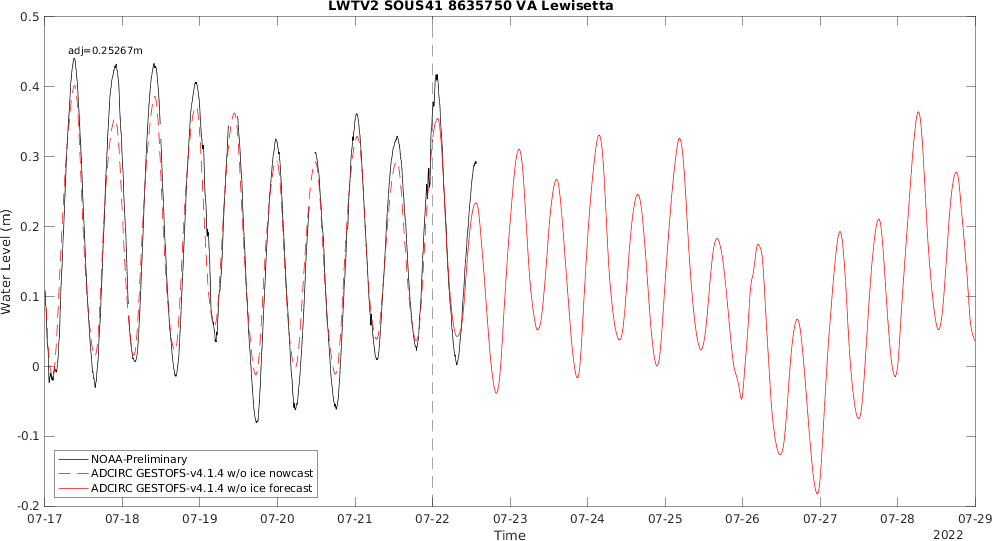 LWTV2 SOUS41 8635750 VA Lewisetta
adj=0.25267m
0.5
0.4
0.3
0.2
0.1
0
-0.1
-0.2
Water Level (m)
NOAA-Preliminary
ADCIRC GESTOFS-v4.1.4 w/o ice nowcast
ADCIRC GESTOFS-v4.1.4 w/o ice forecast
07-17 07-18 07-19 07-20 07-21 07-22 07-23 07-24 07-25 07-26 07-27 07-28 07-29
Time
2022